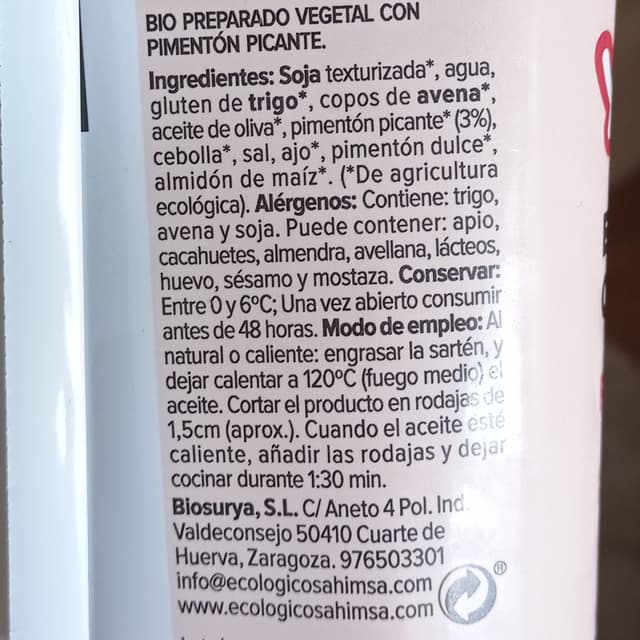 BIO PREPARADO VEGETAL CON
PIMENTÓN PICANTE.
Ingredientes: Soja texturizada*, agua,
gluten de trigo*, copos de avena*,
aceite de oliva*, pimentón picante* (3%),
cebolla*, sal, ajo*, pimentón dulce*,
almidón de maíz*. (*De agricultura
ecológica). Alérgenos: Contiene: trigo,
avena y soja. Puede contener: apio,
cacahuetes, almendra, avellana, lácteos,
huevo, sésamo y mostaza. Conservar:
Entre 0 y 6ºC; Una vez abierto consumir
antes de 48 horas. Modo de empleo: Al
natural o caliente: engrasar la sartén, y
dejar calentar a 120ºC (fuego medio) el
aceite. Cortar el producto en rodajas de
1,5cm (aprox.). Cuando el aceite esté
caliente, añadir las rodajas y dejar
cocinar durante 1:30 min.
Biosurya, S.L. C/ Aneto 4 Pol. Ind.
Valdeconsejo 50410 Cuarte de
Huerva, Zaragoza. 976503301
info@ecologicosahimsa.com
www.ecologicosahimsa.com ®